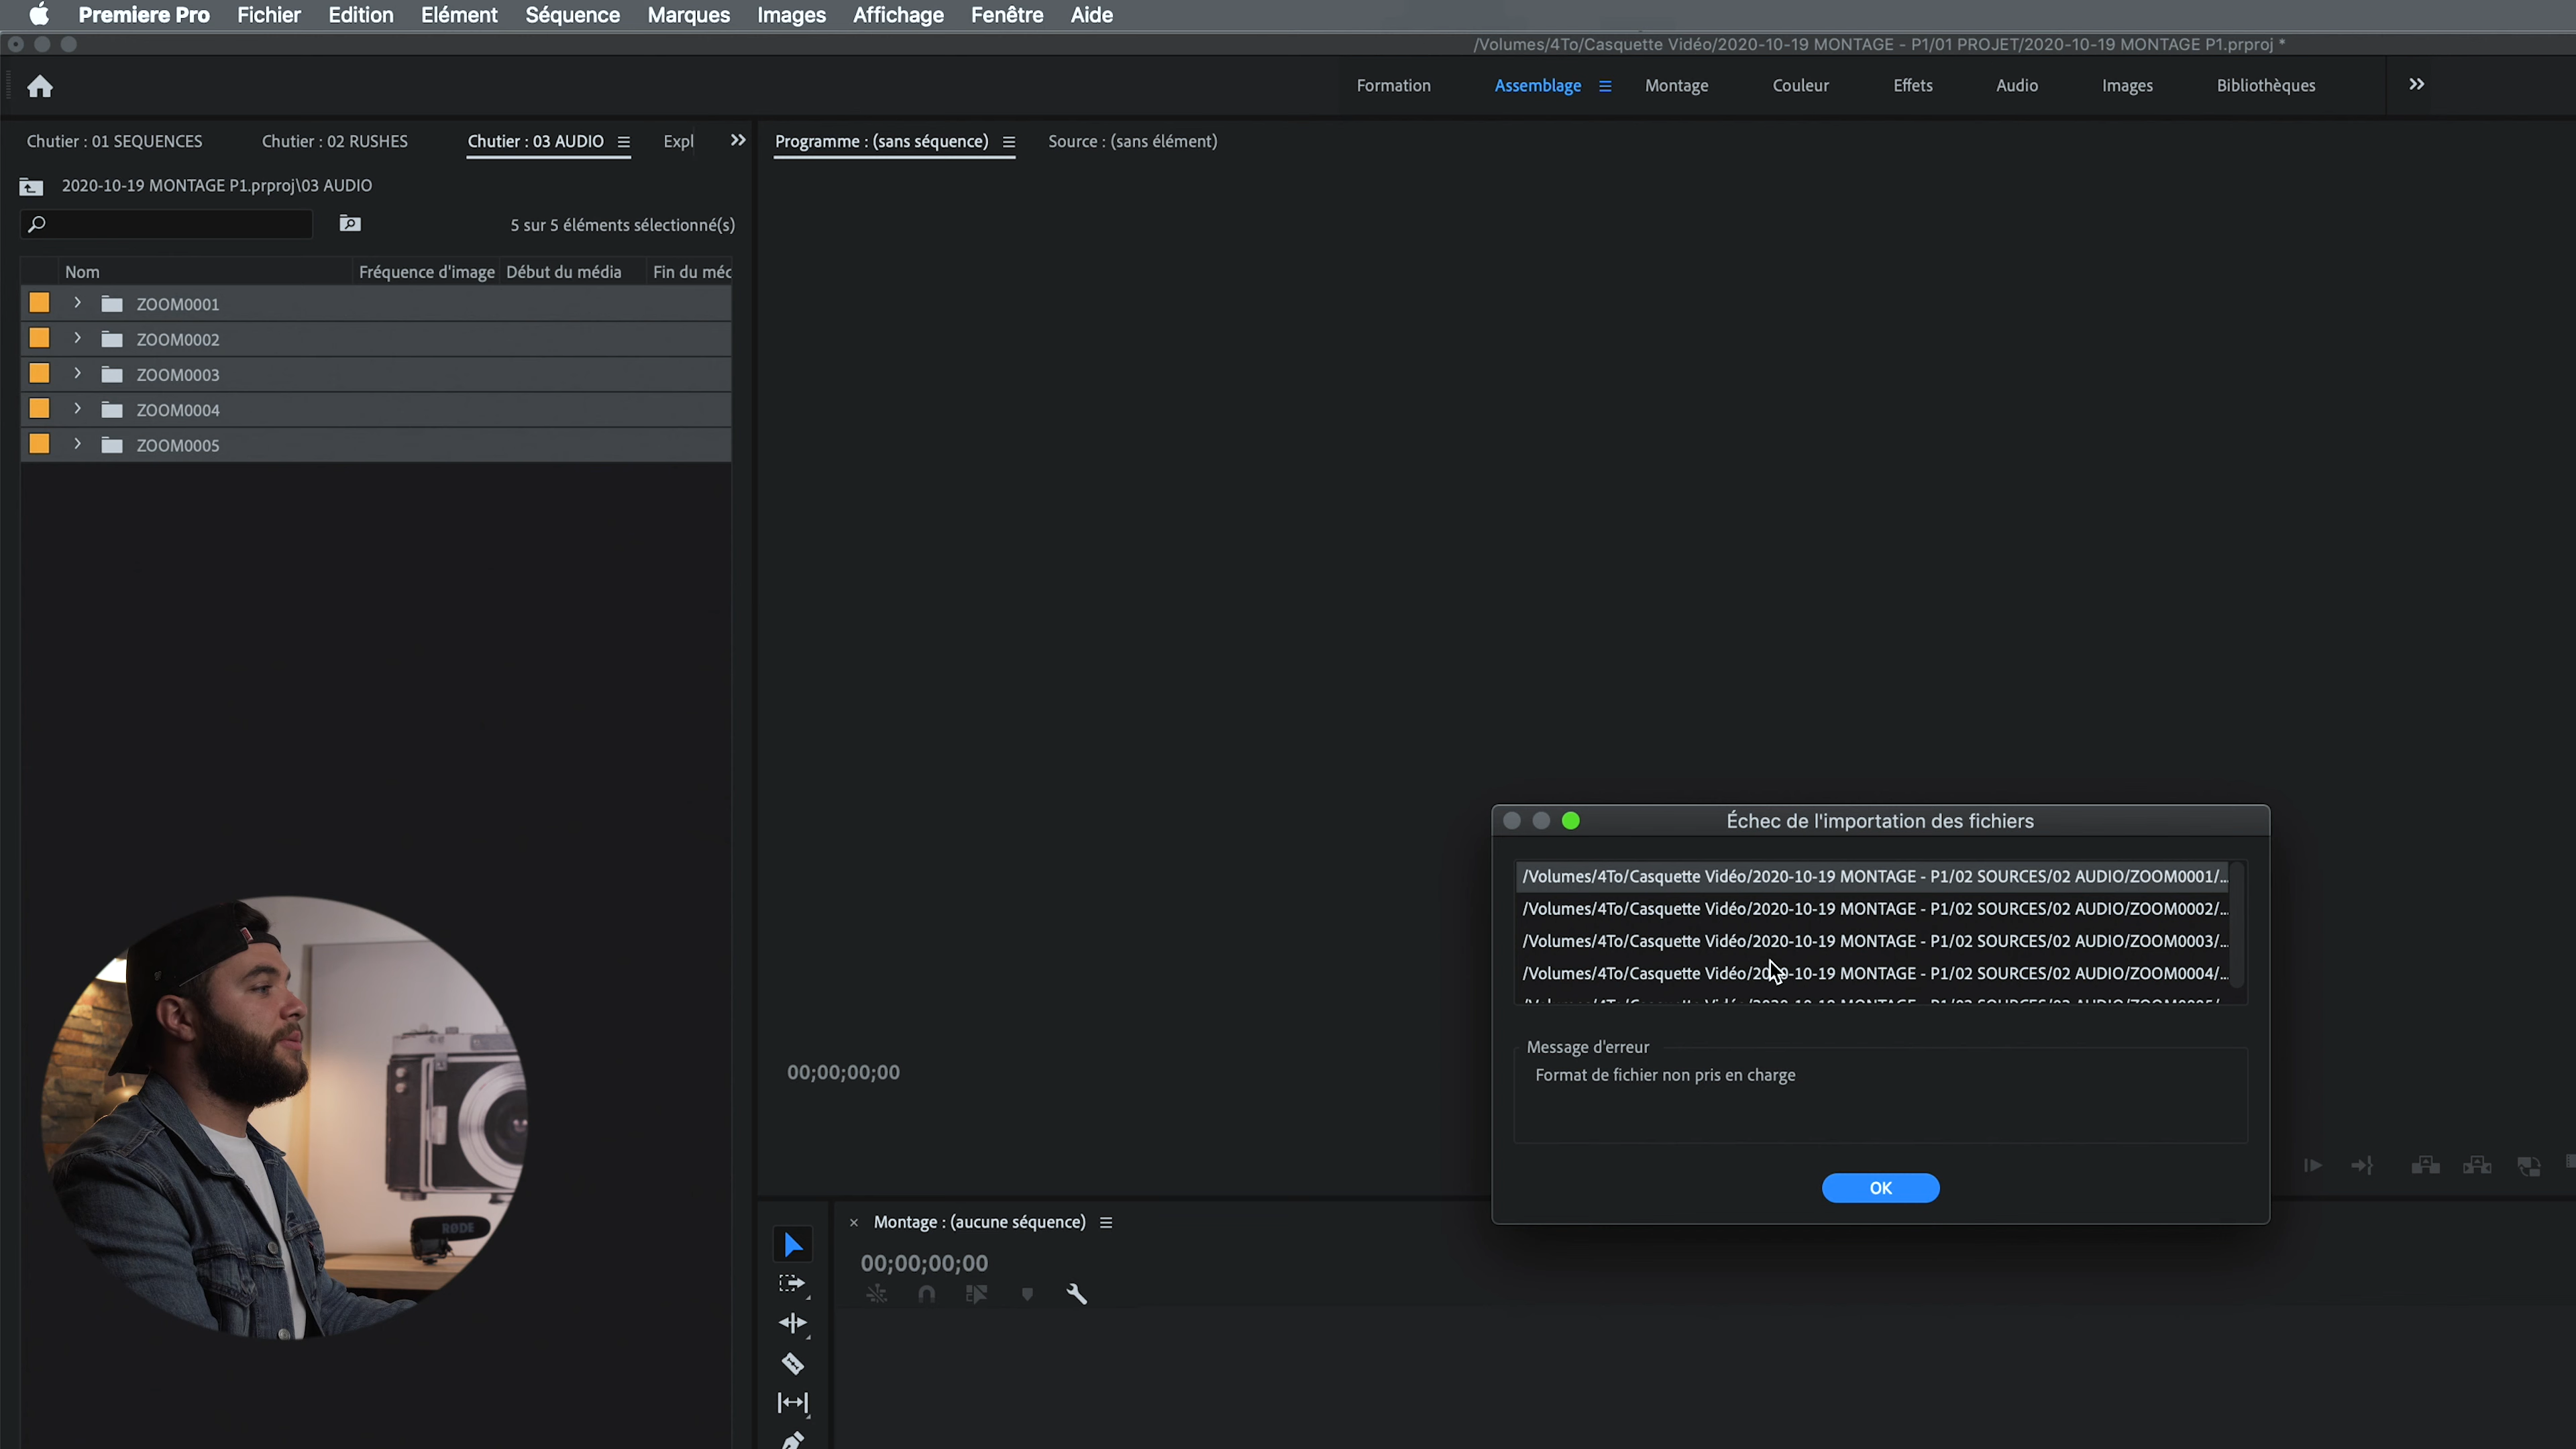 Premiere Pro Fichier Edition Elément Séquence Marques Images Affichage Fenêtre Aide
/Volumes/4To/Casquette Vidéo/2020-10-19 MONTAGE - P1/01 PROJET/2020-10-19 MONTAGE P1.prproj *
Formation Assemblage Montage Couleur Effets Audio Images Bibliothèques
Chutier : 01 SEQUENCES Chutier : 02 RUSHES Chutier : 03 AUDIO Expl
Programme : (sans séquence) Source : (sans élément)
2020-10-19 MONTAGE P1.prproj\03 AUDIO
5 sur 5 éléments sélectionné(s)
Nom Fréquence d'image Début du média Fin du méc
ZOOM0001
ZOOM0002
ZOOM0003
ZOOM0004
ZOOM0005
Échec de l'importation des fichiers
/Volumes/4To/Casquette Vidéo/2020-10-19 MONTAGE - P1/02 SOURCES/02 AUDIO/ZOOM0001/...
/Volumes/4To/Casquette Vidéo/2020-10-19 MONTAGE - P1/02 SOURCES/02 AUDIO/ZOOM0002/...
/Volumes/4To/Casquette Vidéo/2020-10-19 MONTAGE - P1/02 SOURCES/02 AUDIO/ZOOM0003/...
/Volumes/4To/Casquette Vidéo/2020-10-19 MONTAGE - P1/02 SOURCES/02 AUDIO/ZOOM0004/...
Message d'erreur
Format de fichier non pris en charge
OK
00;00;00;00
Montage : (aucune séquence)
00;00;00;00
RØDE